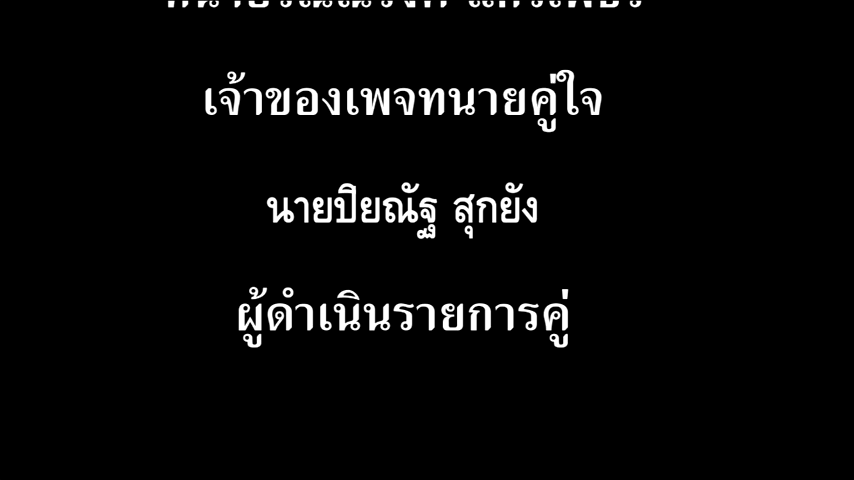 เจ้าของเพจทนายคู่ใจ
นายปิยณัฐ สุกยัง
ผู้ดำเนินรายการคู่